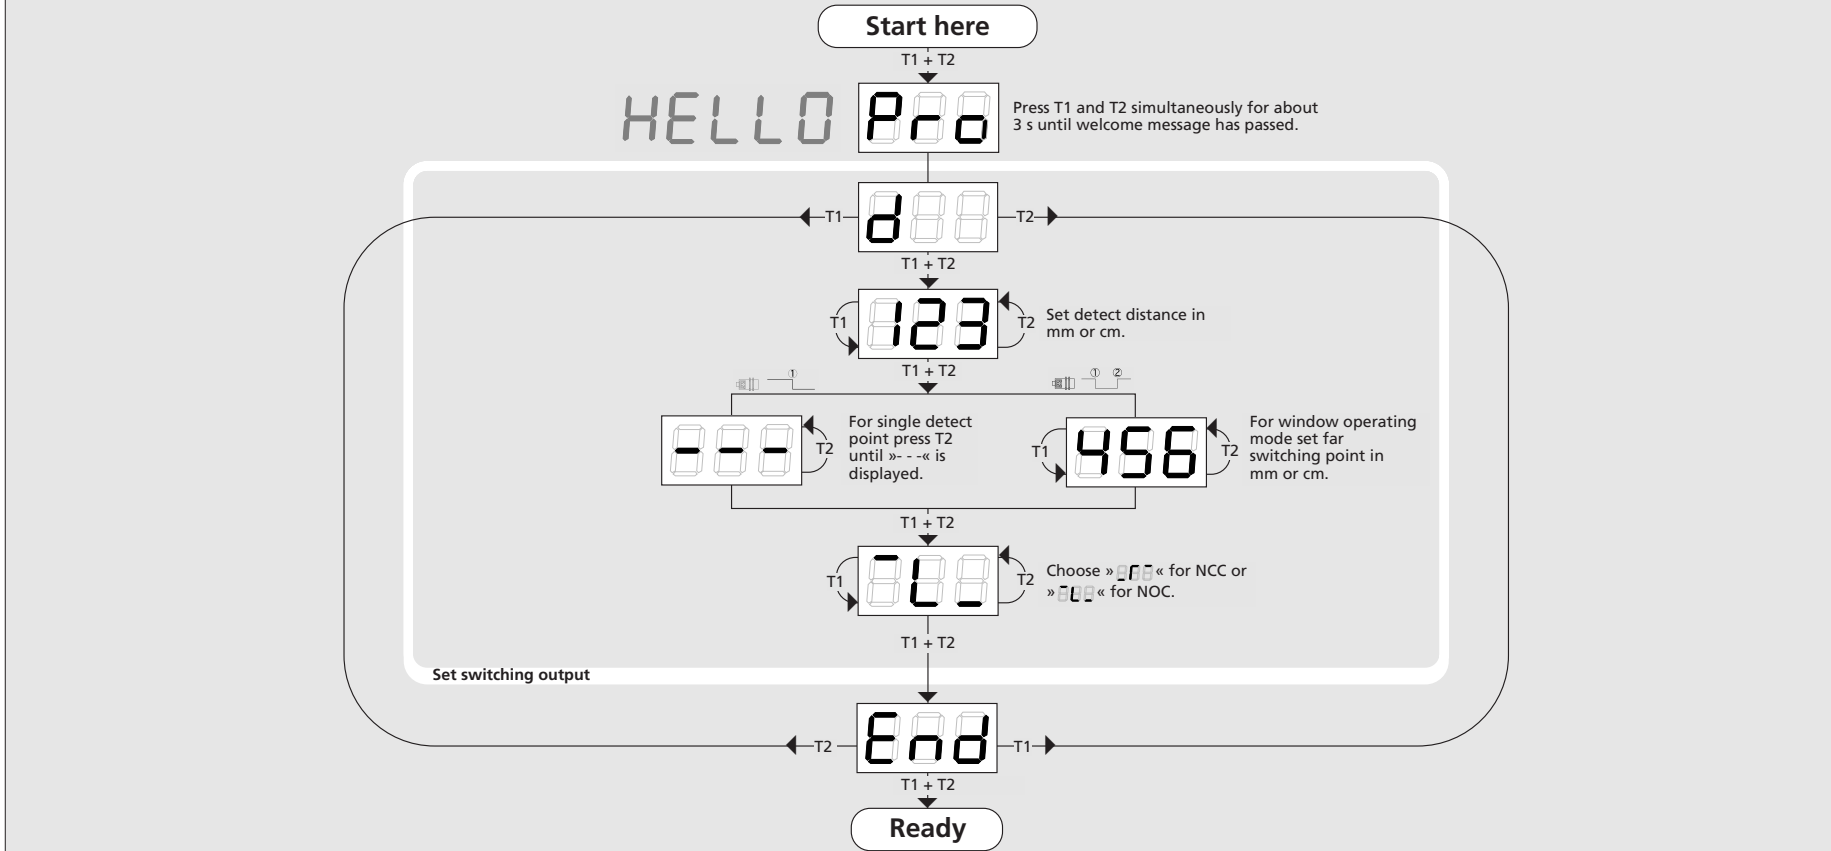 Start here
T1 + T2
HELLO
Pro
Press T1 and T2 simultaneously for about
3 s until welcome message has passed.
T1
d
T2
T1 + T2
T1
123
T2
Set detect distance in
mm or cm.
T1 + T2
①
① ②
---
T2
For single detect
point press T2
until »- - -« is
displayed.
T1
456
T2
For window operating
mode set far
switching point in
mm or cm.
T1 + T2
T1
¯L_
T2
Choose »_Γ¯« for NCC or
»¯L_« for NOC.
T1 + T2
Set switching output
T2
End
T1
T1 + T2
Ready